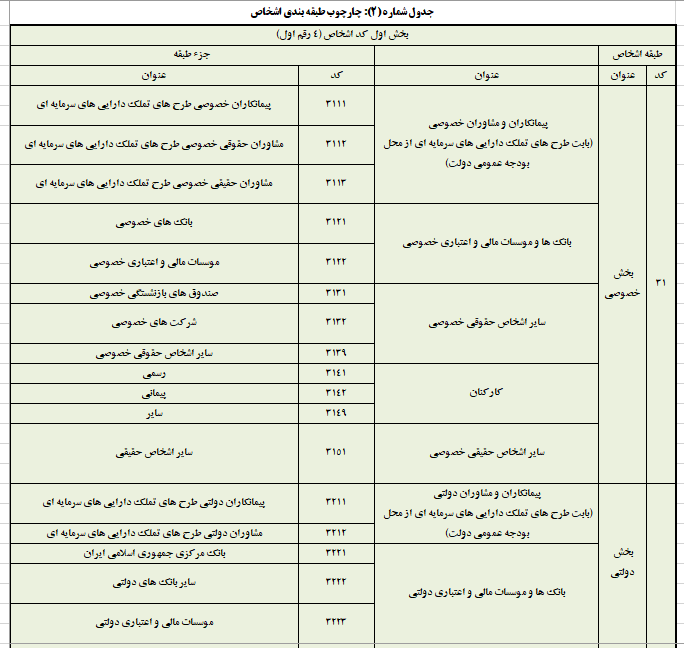 جدول شماره (۲): چارچوب طبقه بندی اشخاص
بخش اول کد اشخاص (٤ رقم اول)
طبقه اشخاص
جزء طبقه
کد
عنوان
عنوان
کد
عنوان
۳۱
بخش خصوصی
پیمانکاران و مشاوران خصوصی
(بابت طرح های تملک دارایی های سرمایه ای از محل
بودجه عمومی دولت)
۳۱۱۱
پیمانکاران خصوصی طرح های تملک دارایی های سرمایه ای
۳۱۱۲
مشاوران حقوقی خصوصی طرح های تملک دارایی های سرمایه ای
۳۱۱۳
مشاوران حقیقی خصوصی طرح های تملک دارایی های سرمایه ای
بانک ها و موسسات مالی و اعتباری خصوصی
۳۱۲۱
بانک های خصوصی
۳۱۲۲
موسسات مالی و اعتباری خصوصی
سایر اشخاص حقوقی خصوصی
۳۱۳۱
صندوق های بازنشستگی خصوصی
۳۱۳۲
شرکت های خصوصی
۳۱۳۹
سایر اشخاص حقوقی خصوصی
کارکنان
۳۱٤۱
رسمی
۳۱٤۲
پیمانی
۳۱٤۹
سایر
سایر اشخاص حقیقی خصوصی
۳۱۵۱
سایر اشخاص حقیقی
بخش دولتی
پیمانکاران و مشاوران دولتی
(بابت طرح های تملک دارایی های سرمایه ای از محل
بودجه عمومی دولت)
۳۲۱۱
پیمانکاران دولتی طرح های تملک دارایی های سرمایه ای
۳۲۱۲
مشاوران دولتی طرح های تملک دارایی های سرمایه ای
بانک ها و موسسات مالی و اعتباری دولتی
۳۲۲۱
بانک مرکزی جمهوری اسلامی ایران
۳۲۲۲
سایر بانک های دولتی
۳۲۲۳
موسسات مالی و اعتباری دولتی